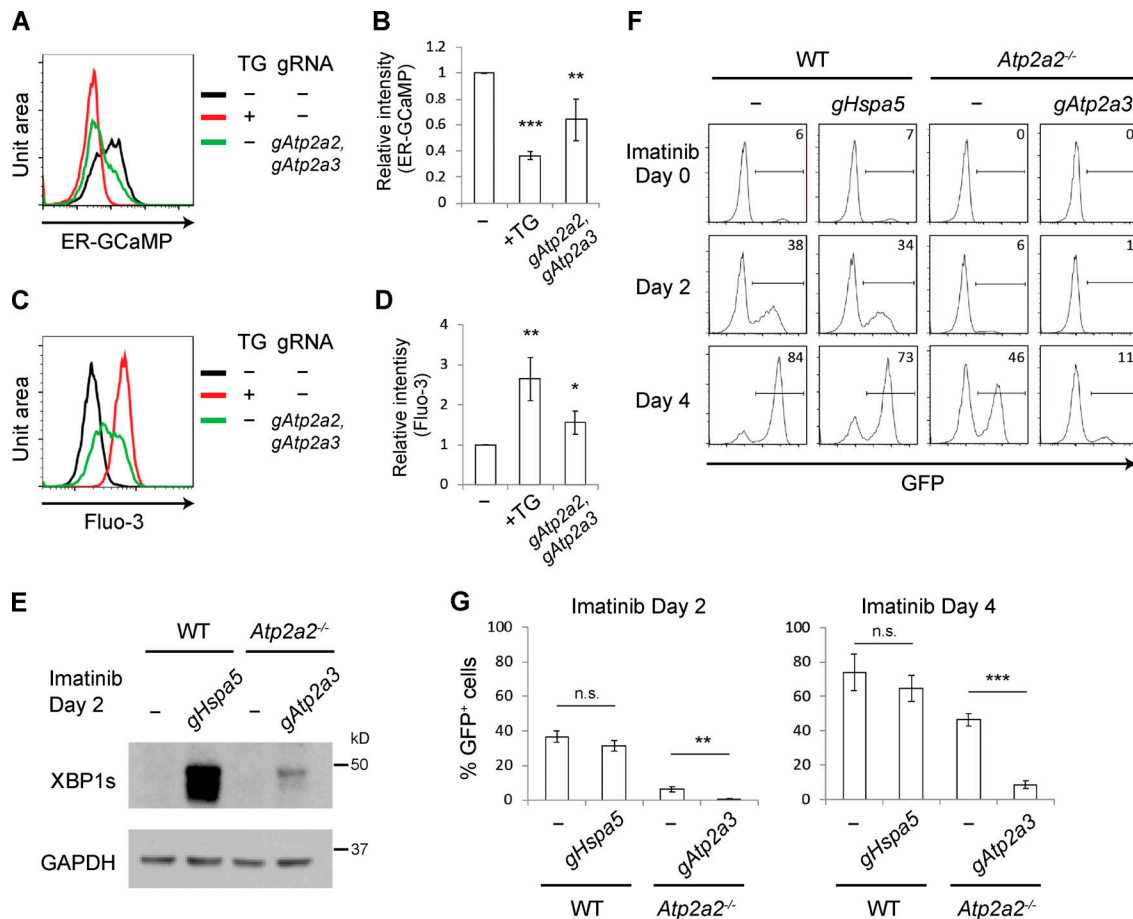 A
TG gRNA
– –
+ –
– gAtp2a2,
gAtp2a3
Unit area
ER-GCaMP
B
Relative intensity
(ER-GCaMP)
1.2
1
0.8
0.6
0.4
0.2
0
***
**
–
+TG
gAtp2a2,
gAtp2a3
C
TG gRNA
– –
+ –
– gAtp2a2,
gAtp2a3
Unit area
Fluo-3
D
Relative intentisy
(Fluo-3)
4
3
2
1
0
**
*
–
+TG
gAtp2a2,
gAtp2a3
E
WT Atp2a2-/-
Imatinib
Day 2
– gHspa5 – gAtp2a3
kD
XBP1s
50
GAPDH
37
F
WT Atp2a2-/-
– gHspa5 – gAtp2a3
Imatinib
Day 0
6 7 0 0
Day 2
38 34 6 1
Day 4
84 73 46 11
GFP
G
Imatinib Day 2
% GFP+ cells
100
80
60
40
20
0
n.s.
**
– gHspa5 – gAtp2a3
WT Atp2a2-/-
Imatinib Day 4
100
80
60
40
20
0
n.s.
***
– gHspa5 – gAtp2a3
WT Atp2a2-/-